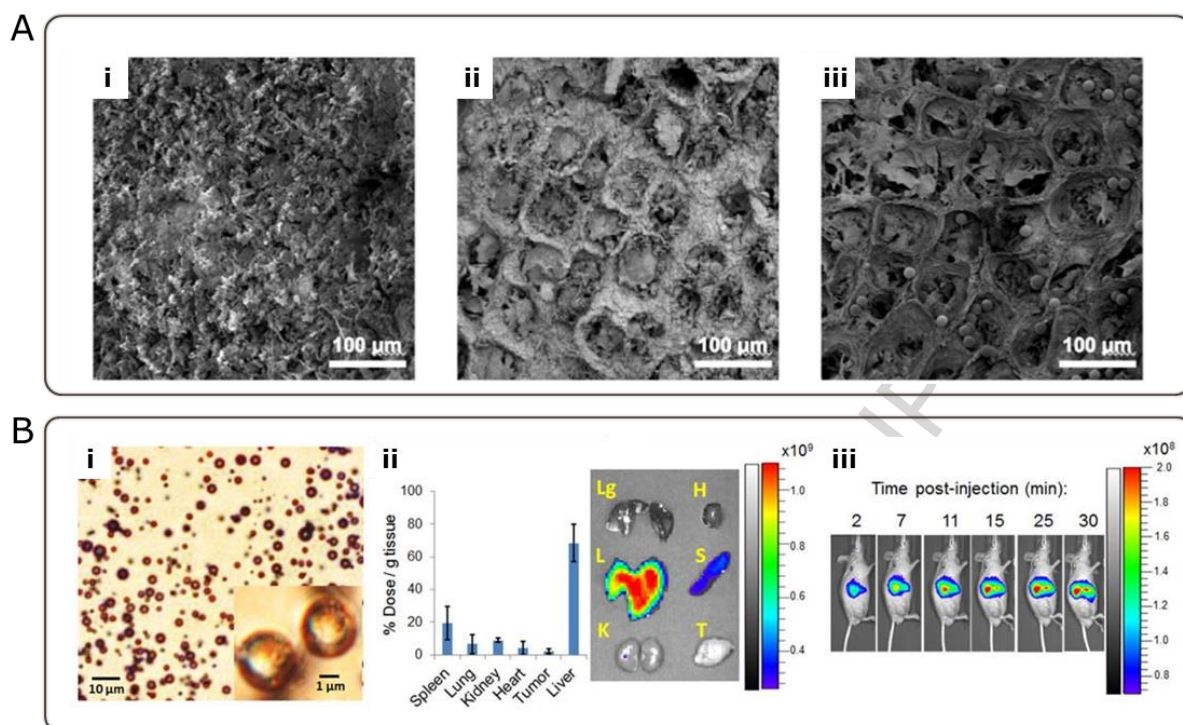 A
i
ii
iii
100 µm
100 µm
100 µm
B
i
10 µm
1 µm
ii
100
80
60
40
20
0
% Dose / g tissue
Spleen
Lung
Kidney
Heart
Tumor
Liver
Lg
H
L
S
K
T
x10⁹
1.0
0.9
0.8
0.6
0.4
iii
Time post-injection (min):
2 7 11 15 25 30
x10⁸
2.0
1.8
1.6
1.4
1.2
1.0
0.8